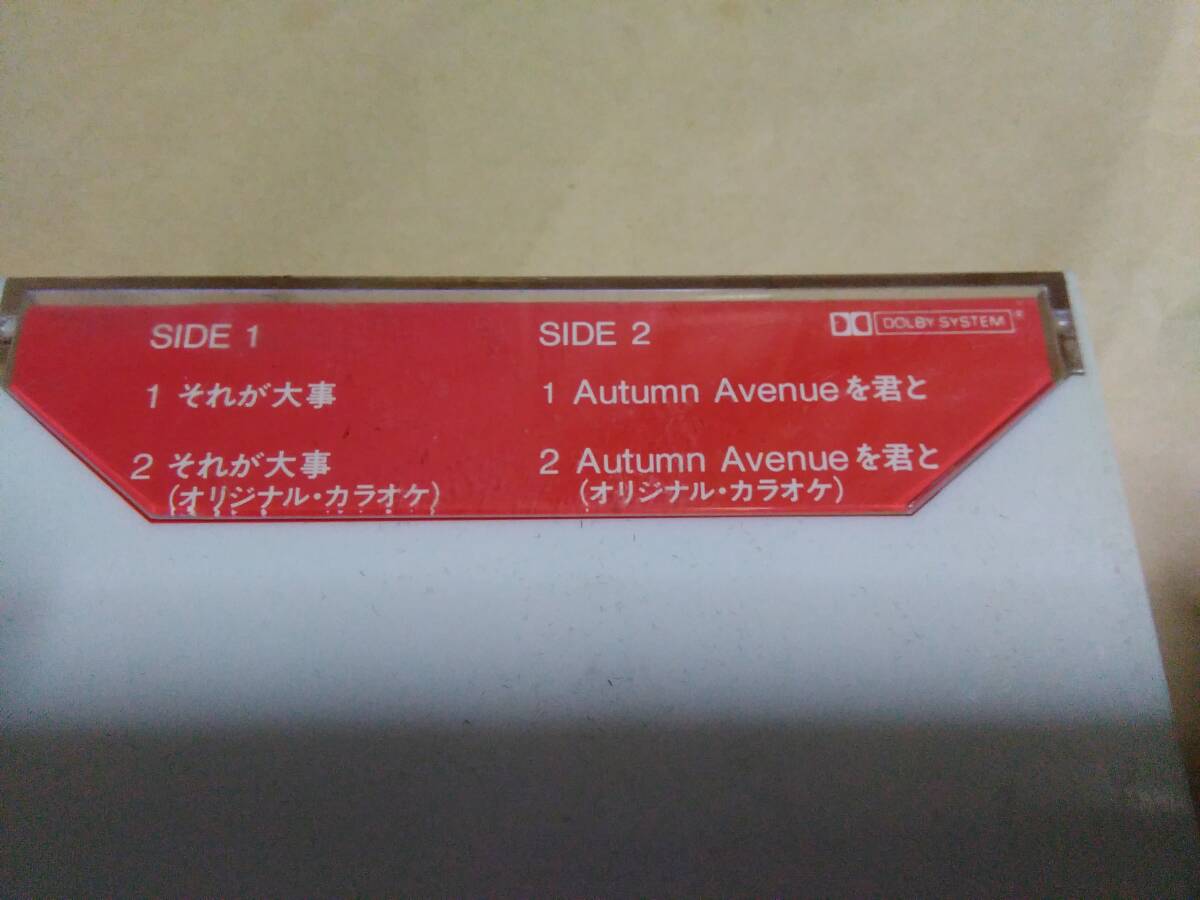 SIDE 1
1 それが大事
2 それが大事
(オリジナル・カラオケ)
SIDE 2
1 Autumn Avenueを君と
2 Autumn Avenueを君と
(オリジナル・カラオケ)
DOLBY SYSTEM®